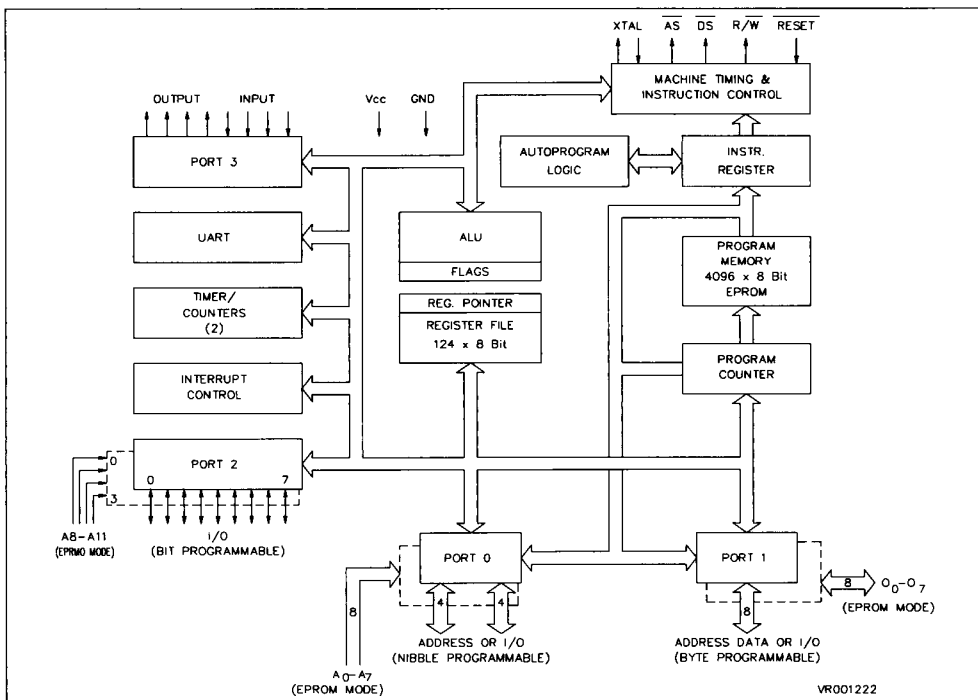 XTAL AS DS R/W RESET
MACHINE TIMING &
INSTRUCTION CONTROL
OUTPUT INPUT
Vcc GND
PORT 3
AUTOPROGRAM
LOGIC
INSTR.
REGISTER
UART
ALU
FLAGS
PROGRAM
MEMORY
4096 x 8 Bit
EPROM
TIMER/
COUNTERS
(2)
REG. POINTER
REGISTER FILE
124 x 8 Bit
PROGRAM
COUNTER
INTERRUPT
CONTROL
PORT 2
0 7
0
3
A8-A11
(EPRMO MODE)
I/O
(BIT PROGRAMMABLE)
PORT 0
PORT 1
8
4 4
8
8
O0-O7
(EPROM MODE)
ADDRESS OR I/O
(NIBBLE PROGRAMMABLE)
ADDRESS DATA OR I/O
(BYTE PROGRAMMABLE)
A0-A7
(EPROM MODE)
VR001222